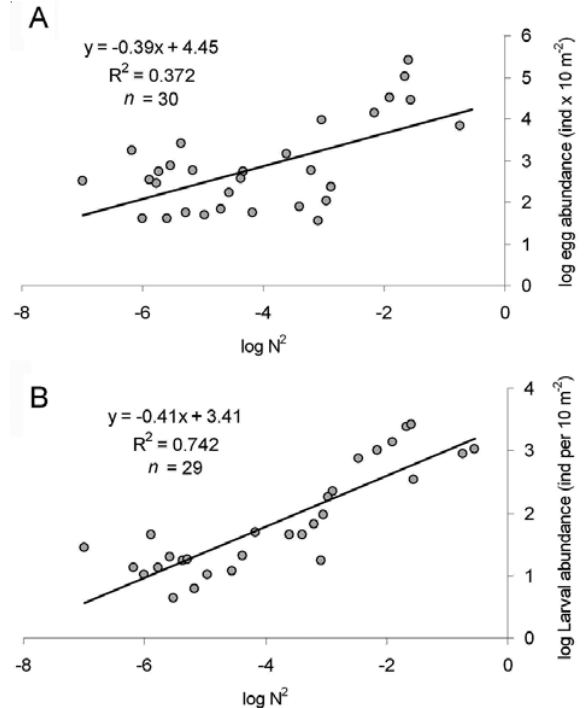 A
y = -0.39x + 4.45
R² = 0.372
n = 30
6
5
4
3
2
1
0
log egg abundance (ind x 10 m⁻²)
-8 -6 -4 -2 0
log N²
B
y = -0.41x + 3.41
R² = 0.742
n = 29
4
3
2
1
0
log Larval abundance (ind per 10 m⁻²)
-8 -6 -4 -2 0
log N²